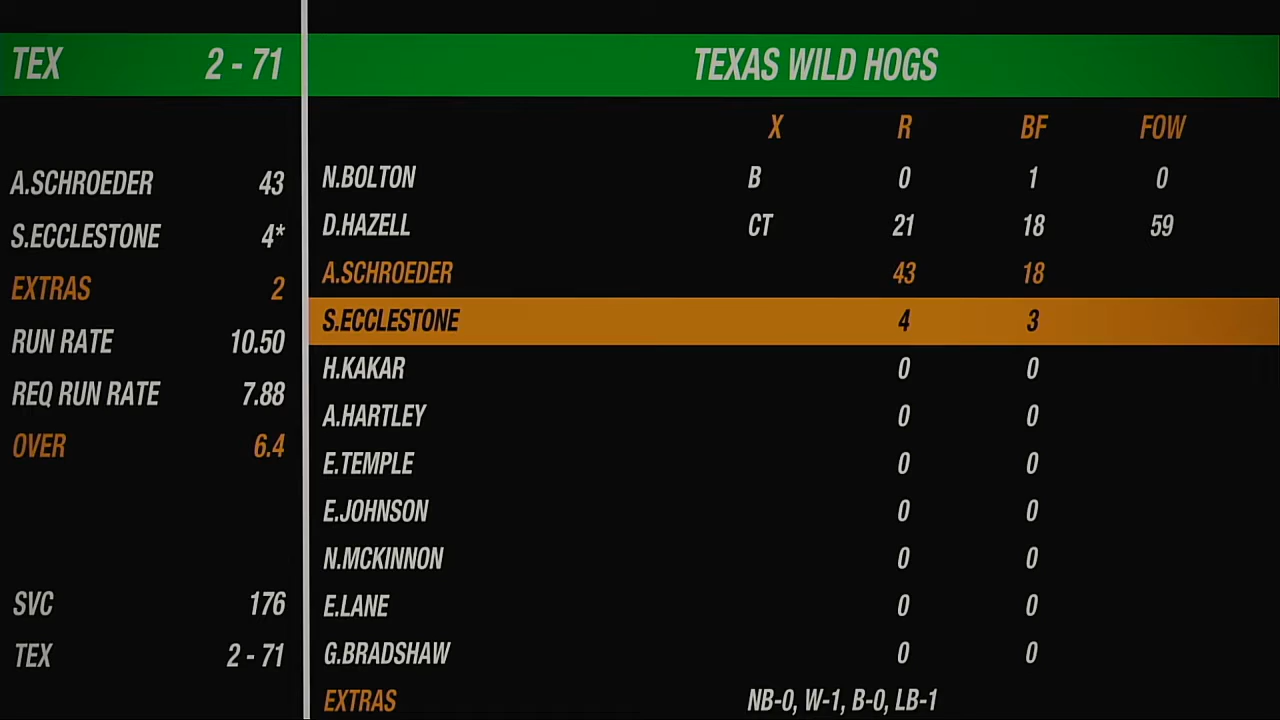 TEX 2 - 71
A.SCHROEDER 43
S.ECCLESTONE 4*
EXTRAS 2
RUN RATE 10.50
REQ RUN RATE 7.88
OVER 6.4
SVC 176
TEX 2 - 71
TEXAS WILD HOGS
X R BF FOW
N.BOLTON B 0 1 0
D.HAZELL CT 21 18 59
A.SCHROEDER 43 18
S.ECCLESTONE 4 3
H.KAKAR 0 0
A.HARTLEY 0 0
E.TEMPLE 0 0
E.JOHNSON 0 0
N.MCKINNON 0 0
E.LANE 0 0
G.BRADSHAW 0 0
EXTRAS NB-0, W-1, B-0, LB-1